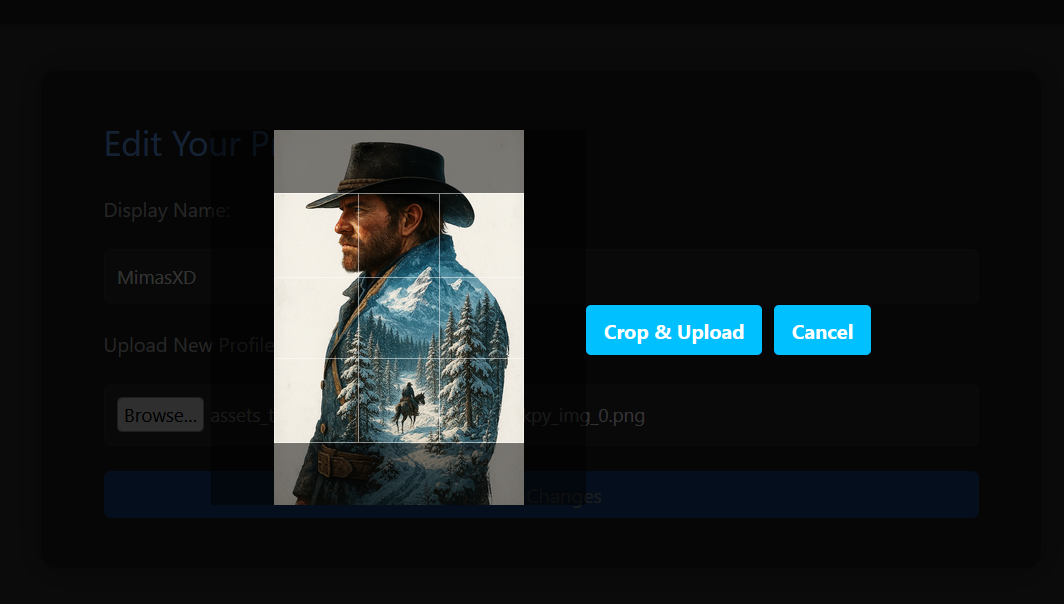 Edit Your P
Display Name:
MimasXD
Crop & Upload
Cancel
Upload New Profile
Browse... assets_t
xpy_img_0.png
Changes